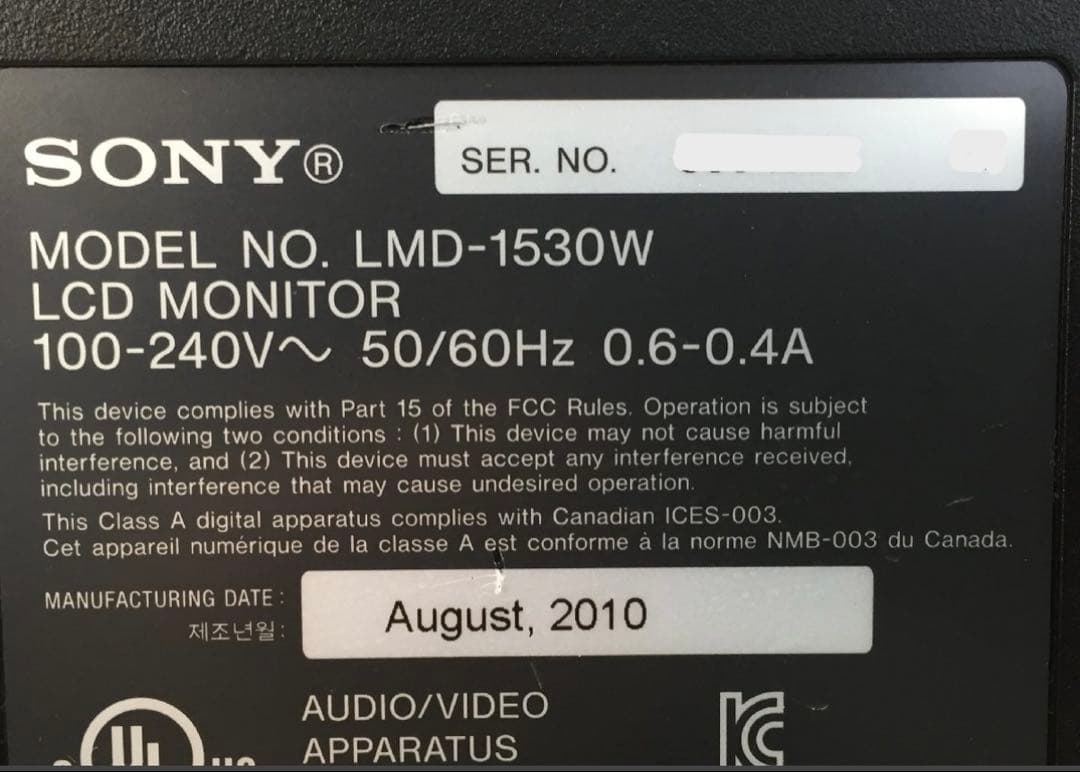 SONY®
SER. NO.
MODEL NO. LMD-1530W
LCD MONITOR
100-240V~ 50/60Hz 0.6-0.4A
This device complies with Part 15 of the FCC Rules. Operation is subject
to the following two conditions : (1) This device may not cause harmful
interference, and (2) This device must accept any interference received,
including interference that may cause undesired operation.
This Class A digital apparatus complies with Canadian ICES-003.
Cet appareil numérique de la classe A est conforme à la norme NMB-003 du Canada.
MANUFACTURING DATE :
제조년월:
August, 2010
AUDIO/VIDEO
APPARATUS